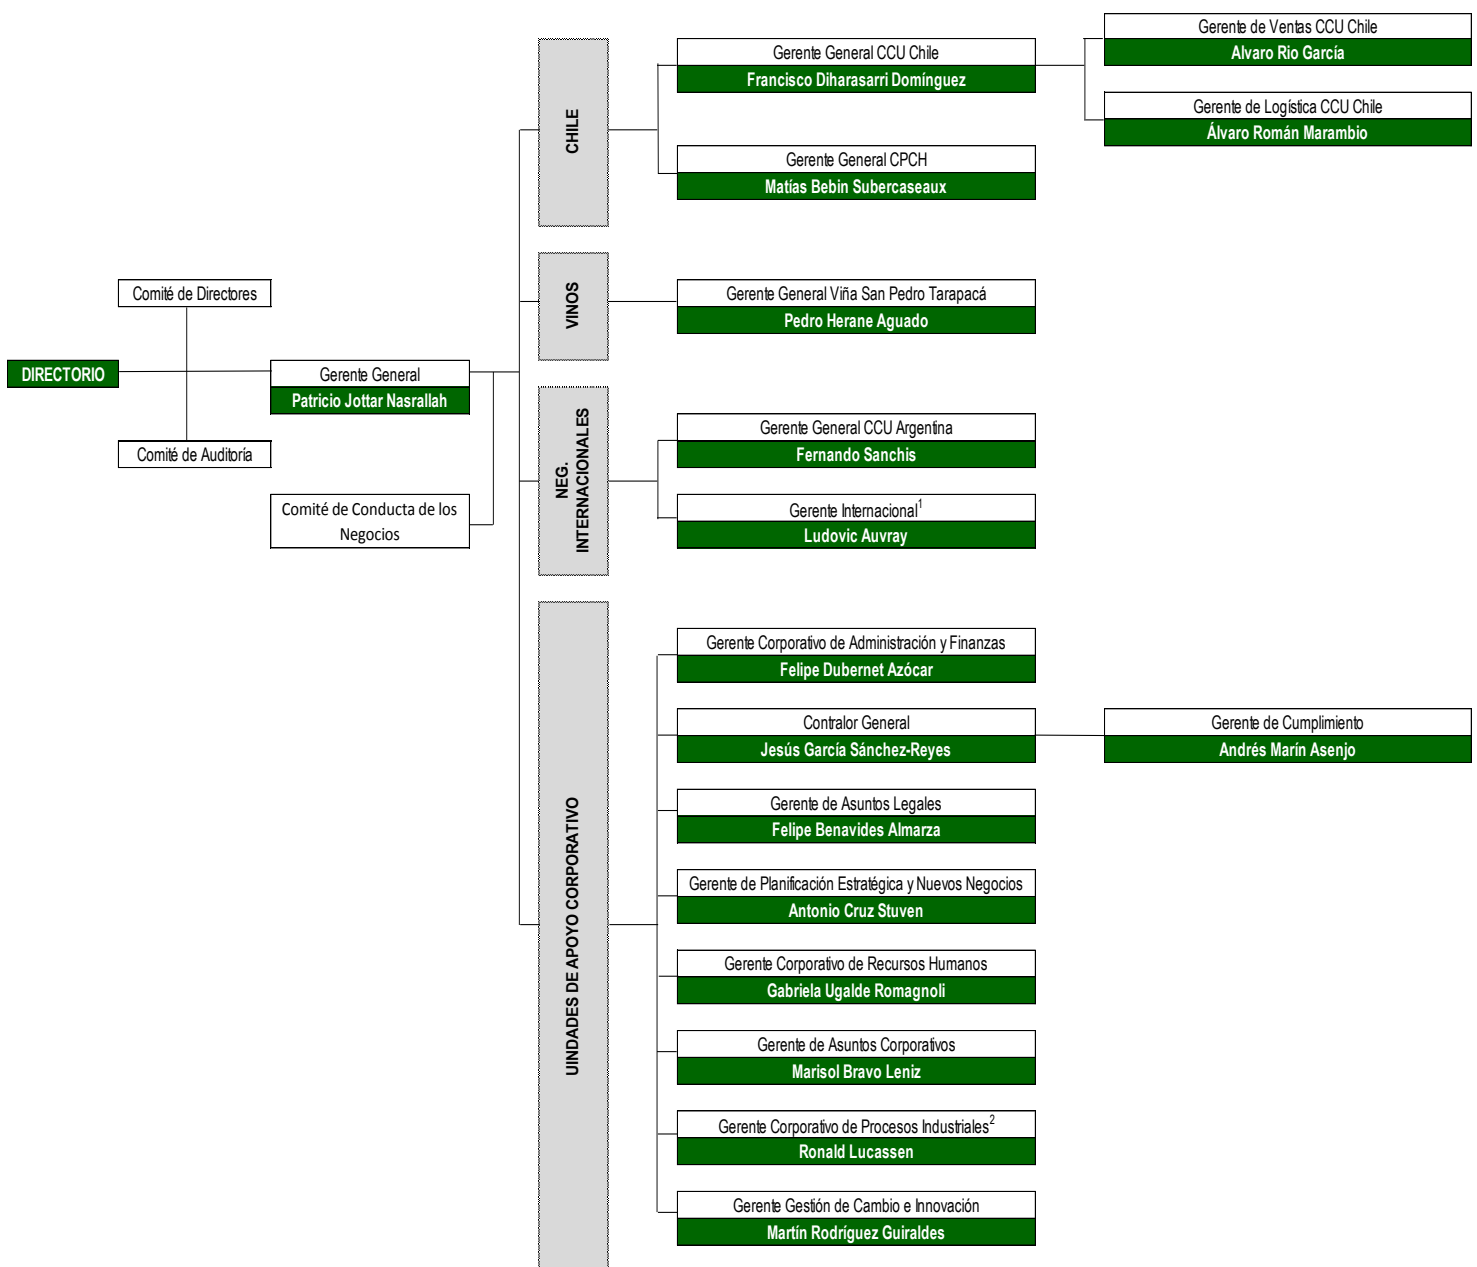 Gerente de Ventas CCU Chile
Alvaro Rio García
Gerente General CCU Chile
Francisco Diharasarri Domínguez
Gerente de Logística CCU Chile
Álvaro Román Marambio
CHILE
Gerente General CPCH
Matías Bebin Subercaseaux
Comité de Directores
VINOS
Gerente General Viña San Pedro Tarapacá
Pedro Herane Aguado
DIRECTORIO
Gerente General
Patricio Jottar Nasrallah
Comité de Auditoría
Comité de Conducta de los
Negocios
NEG.
INTERNACIONALES
Gerente General CCU Argentina
Fernando Sanchis
Gerente Internacional1
Ludovic Auvray
UINDADES DE APOYO CORPORATIVO
Gerente Corporativo de Administración y Finanzas
Felipe Dubernet Azócar
Contralor General
Jesús García Sánchez-Reyes
Gerente de Cumplimiento
Andrés Marín Asenjo
Gerente de Asuntos Legales
Felipe Benavides Almarza
Gerente de Planificación Estratégica y Nuevos Negocios
Antonio Cruz Stuven
Gerente Corporativo de Recursos Humanos
Gabriela Ugalde Romagnoli
Gerente de Asuntos Corporativos
Marisol Bravo Leniz
Gerente Corporativo de Procesos Industriales2
Ronald Lucassen
Gerente Gestión de Cambio e Innovación
Martín Rodríguez Guiraldes